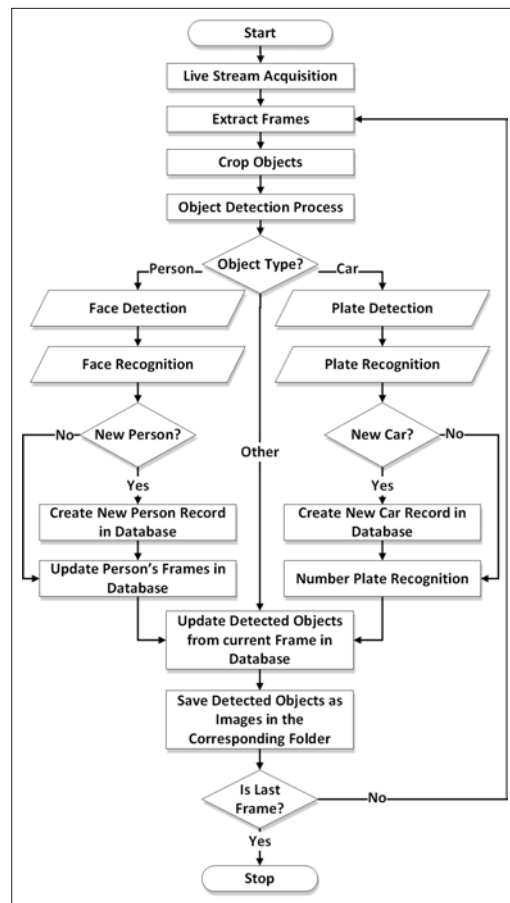 Start
Live Stream Acquisition
Extract Frames
Crop Objects
Object Detection Process
Object Type?
Person
Car
Face Detection
Plate Detection
Face Recognition
Plate Recognition
No
New Person?
New Car?
No
Other
Yes
Yes
Create New Person Record
in Database
Create New Car Record in
Database
Update Person's Frames in
Database
Number Plate Recognition
Update Detected Objects
from current Frame in
Database
Save Detected Objects as
Images in the
Corresponding Folder
Is Last
Frame?
No
Yes
Stop